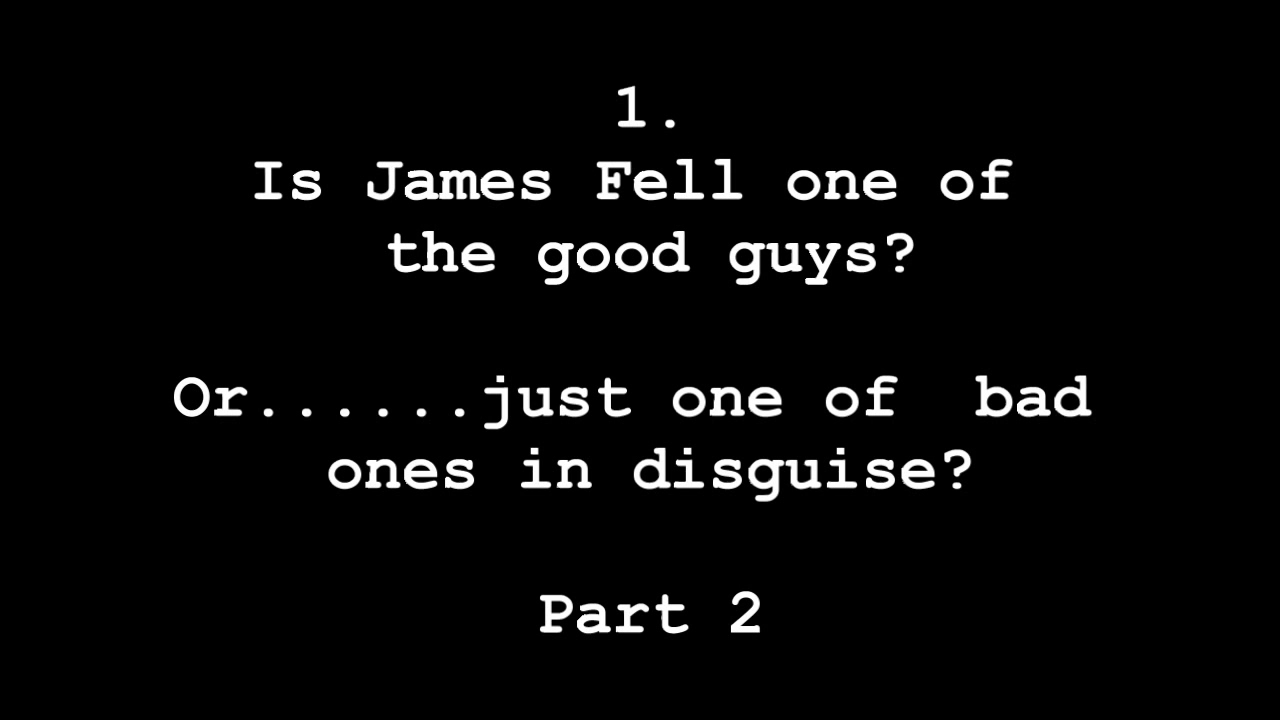 1.
Is James Fell one of
the good guys?
Or......just one of  bad
ones in disguise?
Part 2